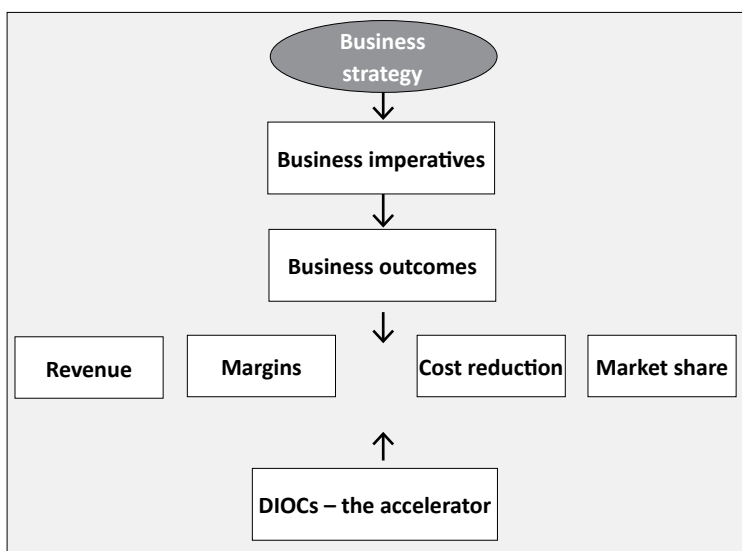 Business
strategy
Business imperatives
Business outcomes
Revenue
Margins
Cost reduction
Market share
DIOCs – the accelerator